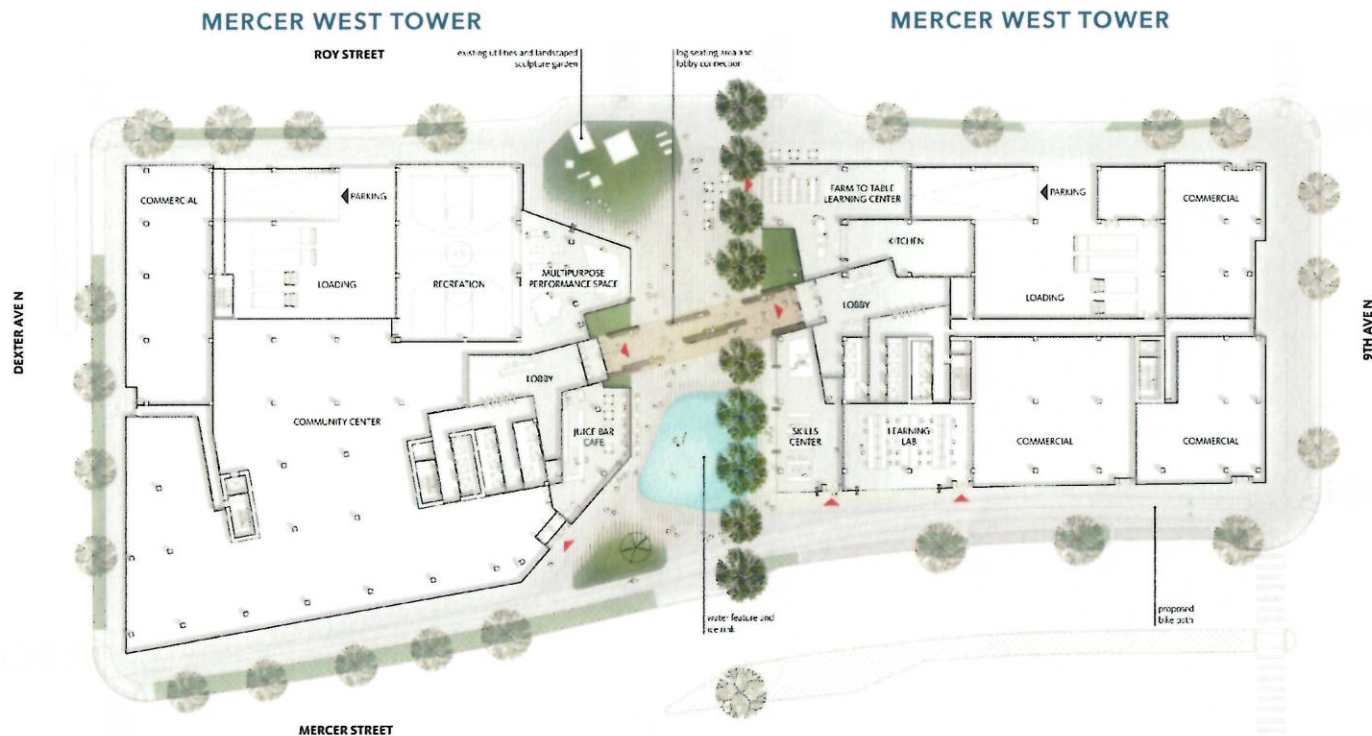 MERCER WEST TOWER
MERCER WEST TOWER
ROY STREET
existing utilities and landscaped
sculpture garden
log seating area and
lobby connection
COMMERCIAL
PARKING
FARM TO TABLE
LEARNING CENTER
PARKING
COMMERCIAL
KITCHEN
LOADING
RECREATION
MULTIPURPOSE
PERFORMANCE SPACE
LOBBY
LOADING
DEXTER AVE N
9TH AVE N
LOBBY
COMMUNITY CENTER
JUICE BAR
CAFE
SKILLS
CENTER
LEARNING
LAB
COMMERCIAL
COMMERCIAL
water feature and
ice rink
proposed
bike path
MERCER STREET